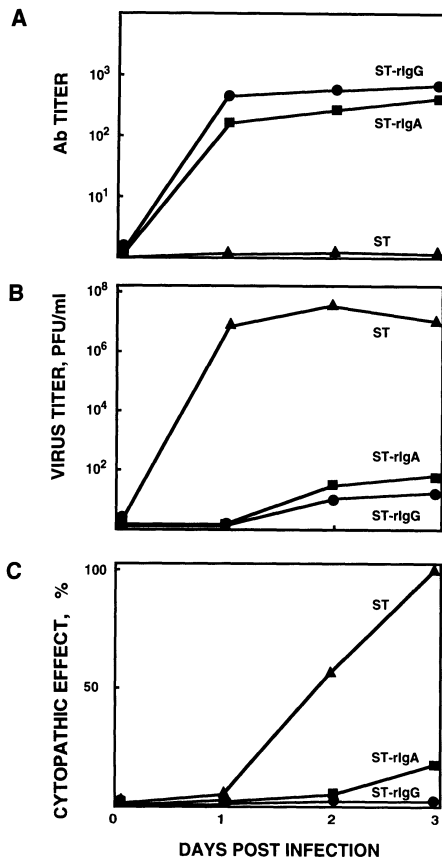 A
Ab TITER
10³
10²
10¹
ST-rIgG
ST-rIgA
ST
B
VIRUS TITER, PFU/ml
10⁸
10⁶
10⁴
10²
ST
ST-rIgA
ST-rIgG
C
CYTOPATHIC EFFECT, %
100
50
ST
ST-rIgA
ST-rIgG
0 1 2 3
DAYS POST INFECTION